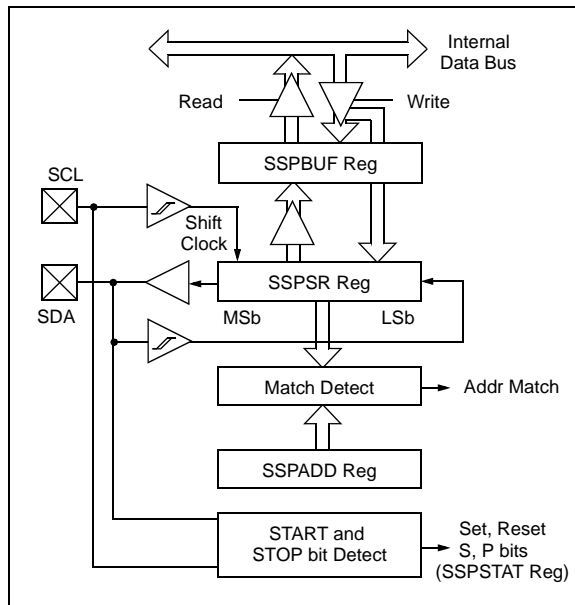 Internal
Data Bus
Read
Write
SSPBUF Reg
SCL
Shift
Clock
SSPSR Reg
SDA
MSb
LSb
Match Detect
Addr Match
SSPADD Reg
START and
STOP bit Detect
Set, Reset
S, P bits
(SSPSTAT Reg)